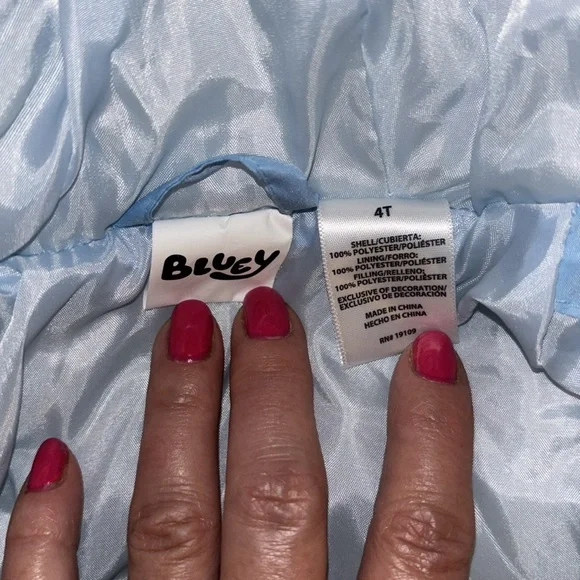 BLUEY
4T
SHELL/CUBIERTA:
100% POLYESTER/POLIÉSTER
LINING/FORRO:
100% POLYESTER/POLIÉSTER
FILLING/RELLENO:
100% POLYESTER/POLIÉSTER
EXCLUSIVE OF DECORATION/
EXCLUSIVO DE DECORACIÓN
MADE IN CHINA
HECHO EN CHINA
RN# 19109